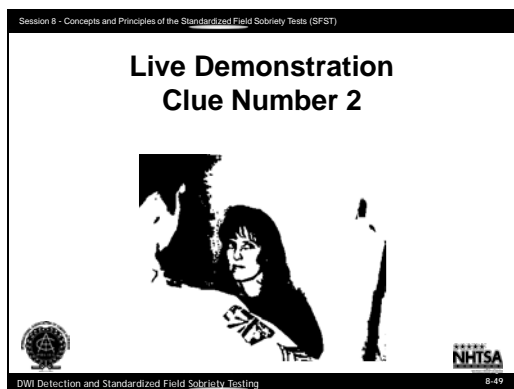 Session 8 - Concepts and Principles of the Standardized Field Sobriety Tests (SFST)
Live Demonstration
Clue Number 2
NHTSA
DWI Detection and Standardized Field Sobriety Testing
8-49